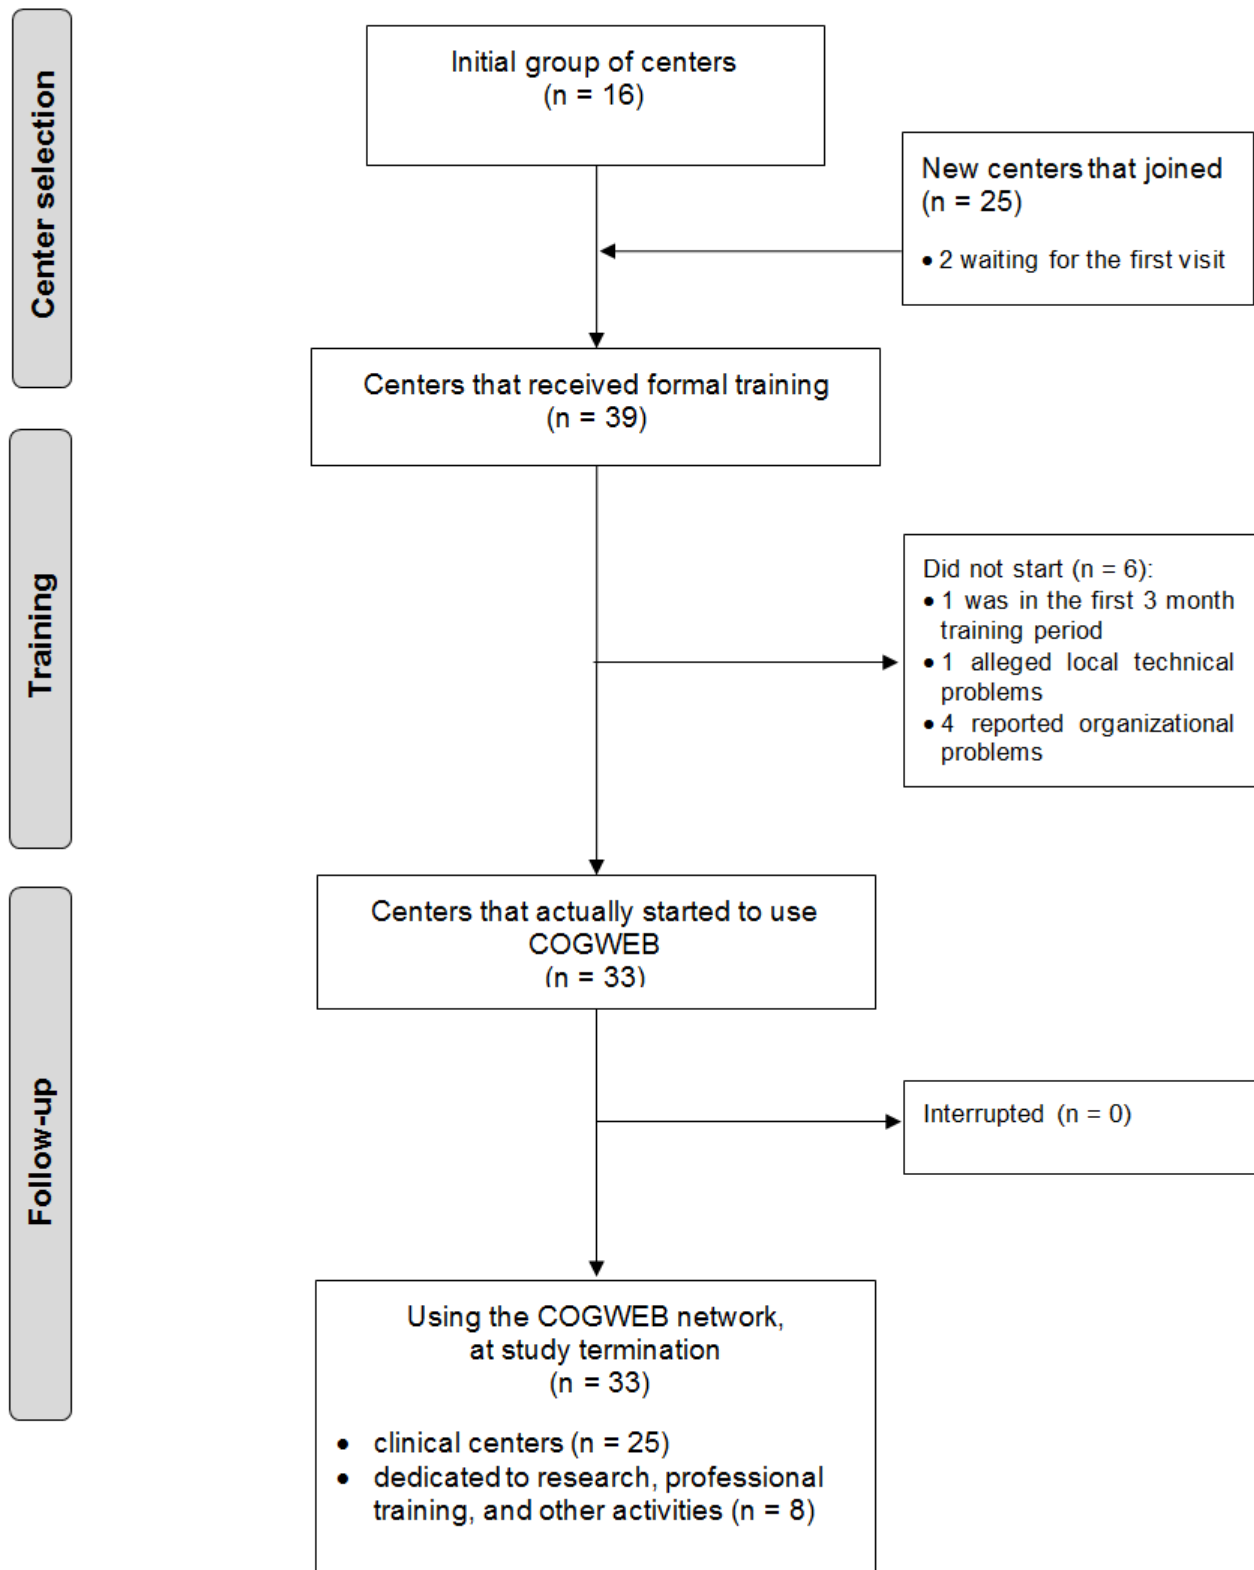 Center selection
Initial group of centers
(n = 16)
New centers that joined
(n = 25)
• 2 waiting for the first visit
Centers that received formal training
(n = 39)
Training
Did not start (n = 6):
• 1 was in the first 3 month
training period
• 1 alleged local technical
problems
• 4 reported organizational
problems
Centers that actually started to use
COGWEB
(n = 33)
Follow-up
Interrupted (n = 0)
Using the COGWEB network,
at study termination
(n = 33)
• clinical centers (n = 25)
• dedicated to research, professional
training, and other activities (n = 8)